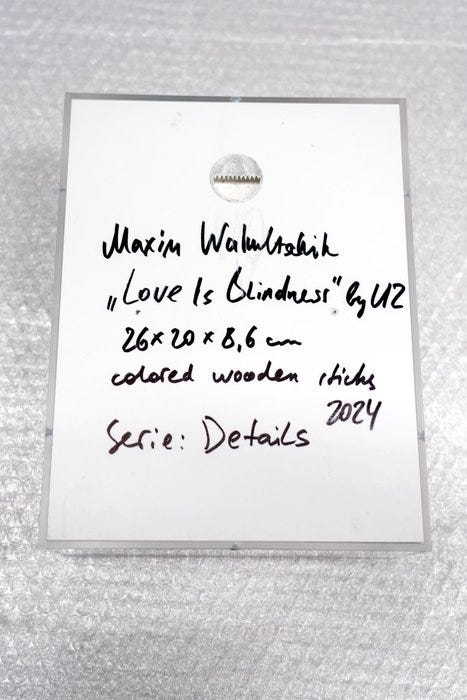 Maxim Wakultschik
„Love Is Blindness" by U2
26 x 20 x 8,6 cm
colored wooden sticks
2024
Serie: Details